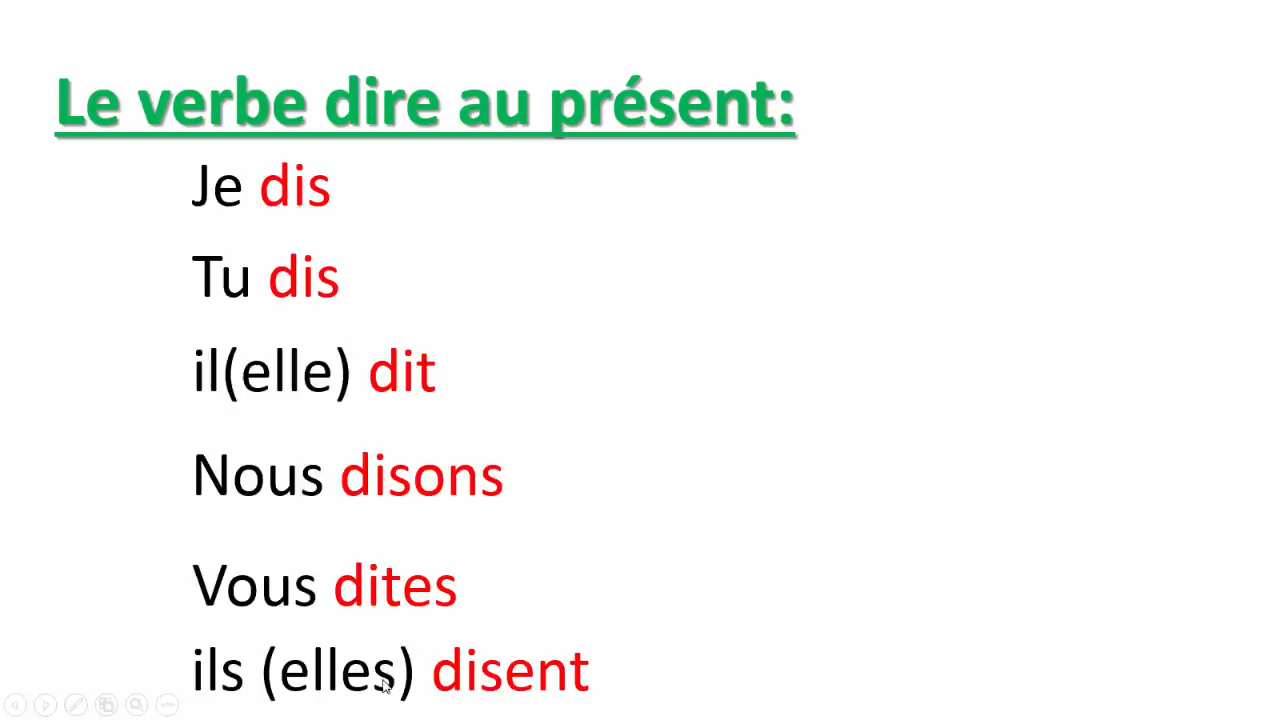 Le verbe dire au présent:
Je dis
Tu dis
il(elle) dit
Nous disons
Vous dites
ils (elles) disent